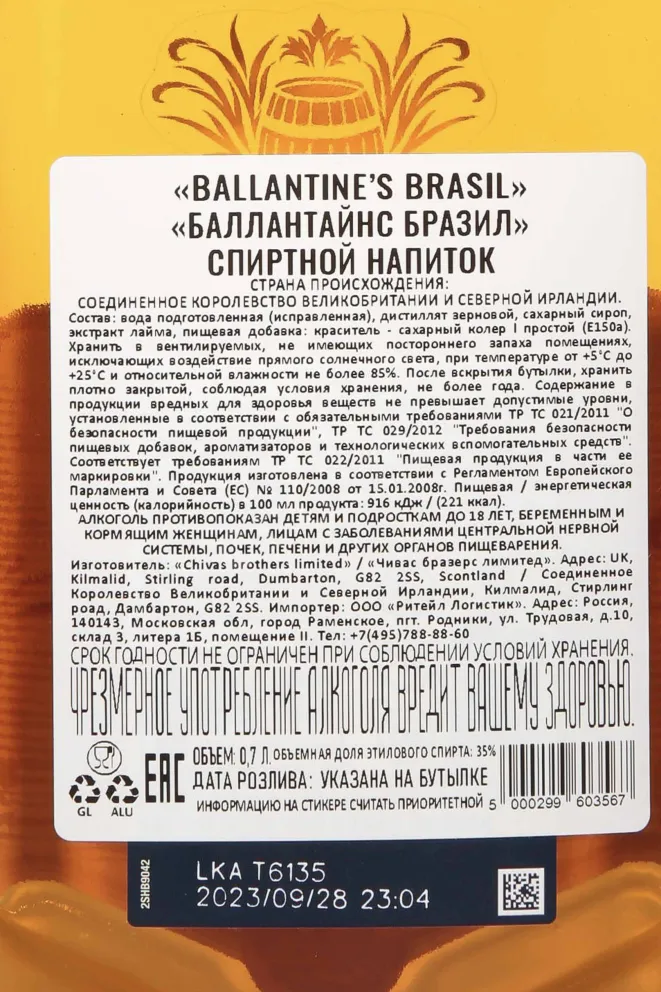 «BALLANTINE'S BRASIL»
«БАЛЛАНТАЙНС БРАЗИЛ»
СПИРТНОЙ НАПИТОК
СТРАНА ПРОИСХОЖДЕНИЯ:
СОЕДИНЕННОЕ КОРОЛЕВСТВО ВЕЛИКОБРИТАНИИ И СЕВЕРНОЙ ИРЛАНДИИ.
Состав: вода подготовленная (исправленная), дистиллят зерновой, сахарный сироп,
экстракт лайма, пищевая добавка: краситель - сахарный колер I простой (E150a).
Хранить в вентилируемых, не имеющих постороннего запаха помещениях,
исключающих воздействие прямого солнечного света, при температуре от +5°C до
+25°C и относительной влажности не более 85%. После вскрытия бутылки, хранить
плотно закрытой, соблюдая условия хранения, не более года. Содержание в
продукции вредных для здоровья веществ не превышает допустимые уровни,
установленные в соответствии с обязательными требованиями ТР ТС 021/2011 "О
безопасности пищевой продукции", ТР ТС 029/2012 "Требования безопасности
пищевых добавок, ароматизаторов и технологических вспомогательных средств".
Соответствует требованиям ТР ТС 022/2011 "Пищевая продукция в части ее
маркировки". Продукция изготовлена в соответствии с Регламентом Европейского
Парламента и Совета (ЕС) № 110/2008 от 15.01.2008г. Пищевая / энергетическая
ценность (калорийность) в 100 мл продукта: 916 кДж / (221 ккал).
АЛКОГОЛЬ ПРОТИВОПОКАЗАН ДЕТЯМ И ПОДРОСТКАМ ДО 18 ЛЕТ, БЕРЕМЕННЫМ И
КОРМЯЩИМ ЖЕНЩИНАМ, ЛИЦАМ С ЗАБОЛЕВАНИЯМИ ЦЕНТРАЛЬНОЙ НЕРВНОЙ
СИСТЕМЫ, ПОЧЕК, ПЕЧЕНИ И ДРУГИХ ОРГАНОВ ПИЩЕВАРЕНИЯ.
Изготовитель: «Chivas brothers limited» / «Чивас бразерс лимитед». Адрес: UK,
Kilmalid, Stirling road, Dumbarton, G82 2SS, Scontland / Соединенное
Королевство Великобритании и Северной Ирландии, Килмалид, Стирлинг
роад, Дамбартон, G82 2SS. Импортер: ООО «Ритейл Логистик». Адрес: Россия,
140143, Московская обл, город Раменское, пгт. Родники, ул. Трудовая, д.10,
склад 3, литера 1Б, помещение II. Тел: +7(495)788-88-60
СРОК ГОДНОСТИ НЕ ОГРАНИЧЕН ПРИ СОБЛЮДЕНИИ УСЛОВИЙ ХРАНЕНИЯ.
ЧРЕЗМЕРНОЕ УПОТРЕБЛЕНИЕ АЛКОГОЛЯ ВРЕДИТ ВАШЕМУ ЗДОРОВЬЮ.
ОБЪЕМ: 0,7 Л. ОБЪЕМНАЯ ДОЛЯ ЭТИЛОВОГО СПИРТА: 35%
ДАТА РОЗЛИВА: УКАЗАНА НА БУТЫЛКЕ
ИНФОРМАЦИЮ НА СТИКЕРЕ СЧИТАТЬ ПРИОРИТЕТНОЙ
EAC
GL ALU
5 000299 603567
2SHB9042
LKA T6135
2023/09/28 23:04